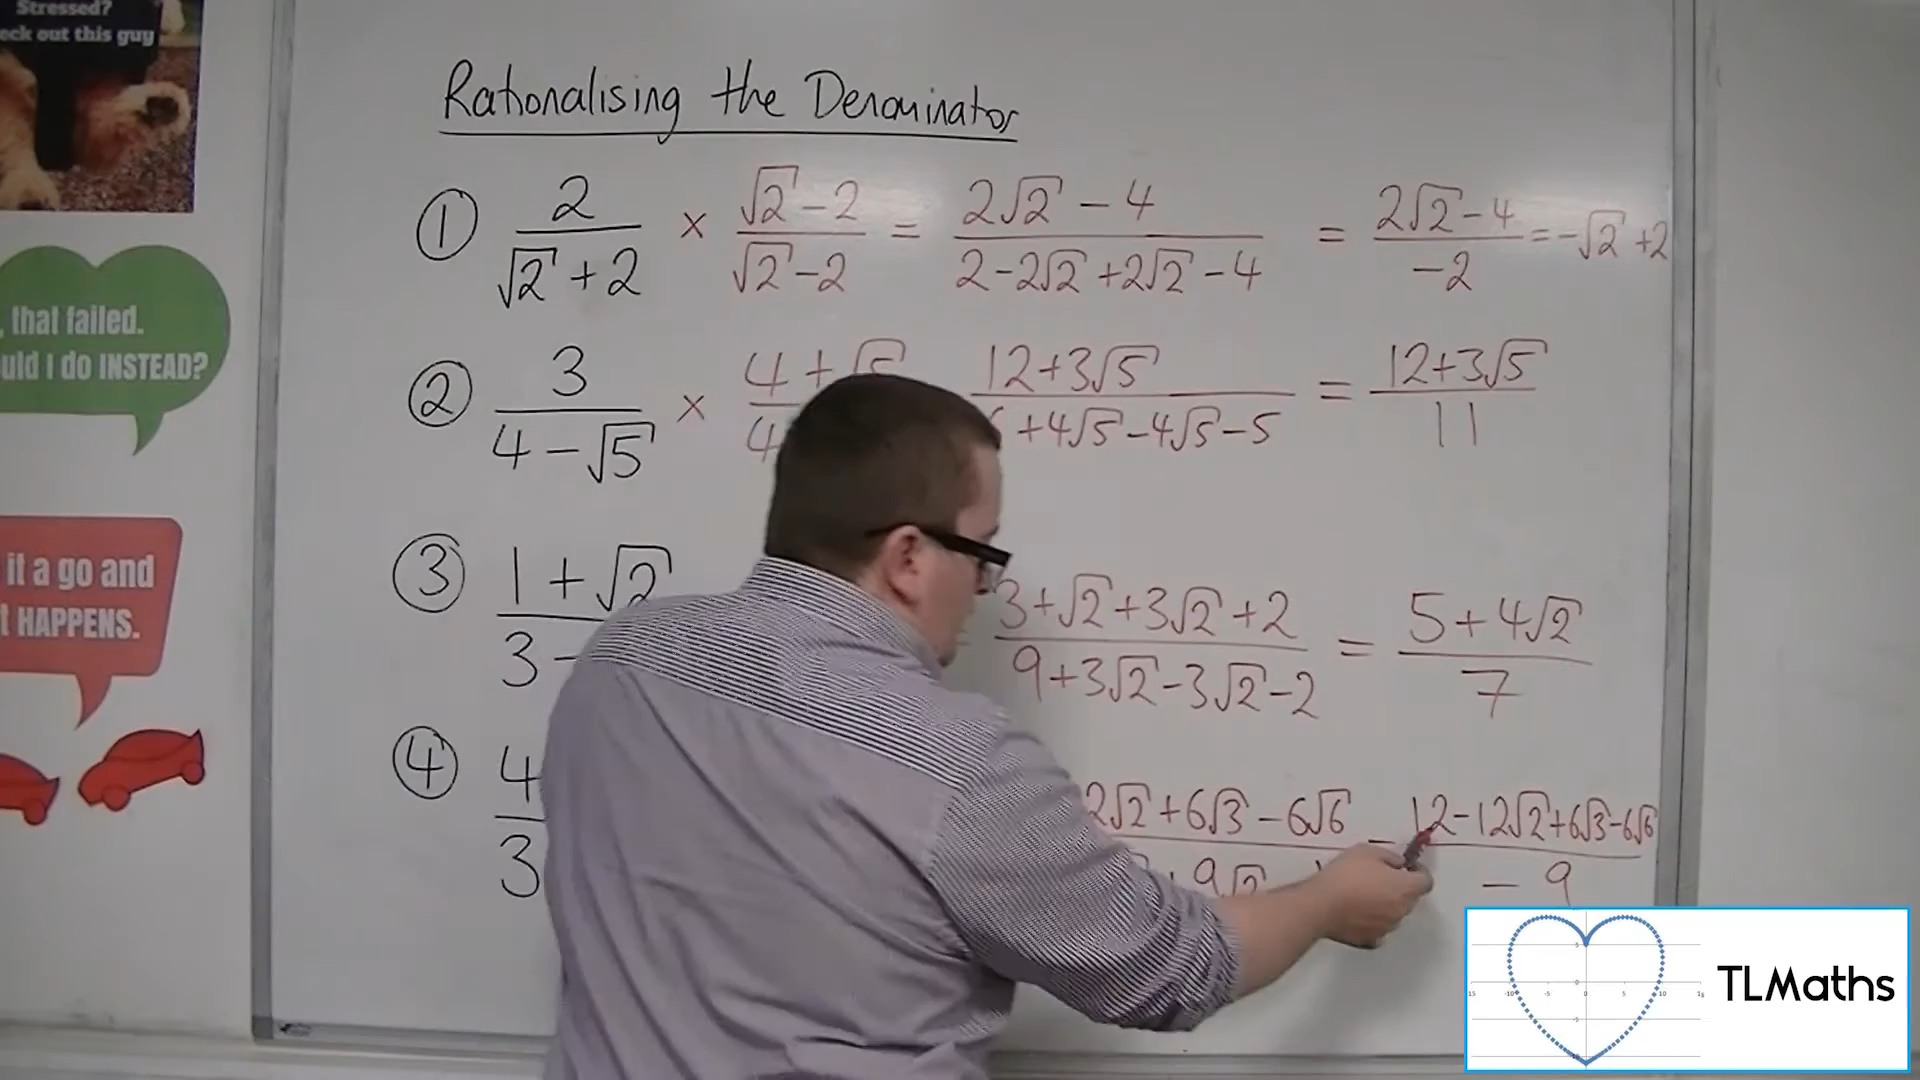 Stressed?
eck out this guy
Rationalising the Denominator
① 2/(√2 + 2) × (√2 - 2)/(√2 - 2) = (2√2 - 4)/(2 - 2√2 + 2√2 - 4) = (2√2 - 4)/-2 = -√2 + 2
, that failed.
uld I do INSTEAD?
② 3/(4 - √5) × (4 + √5)/4 (12 + 3√5)/( + 4√5 - 4√5 - 5) = (12 + 3√5)/11
it a go and
t HAPPENS.
③ (1 + √2)/(3 - (3 + √2 + 3√2 + 2)/(9 + 3√2 - 3√2 - 2) = (5 + 4√2)/7
④ 4/3 2√2 + 6√3 - 6√6 / + 9√2 = (12 - 12√2 + 6√3 - 6√6)/-9
TLMaths